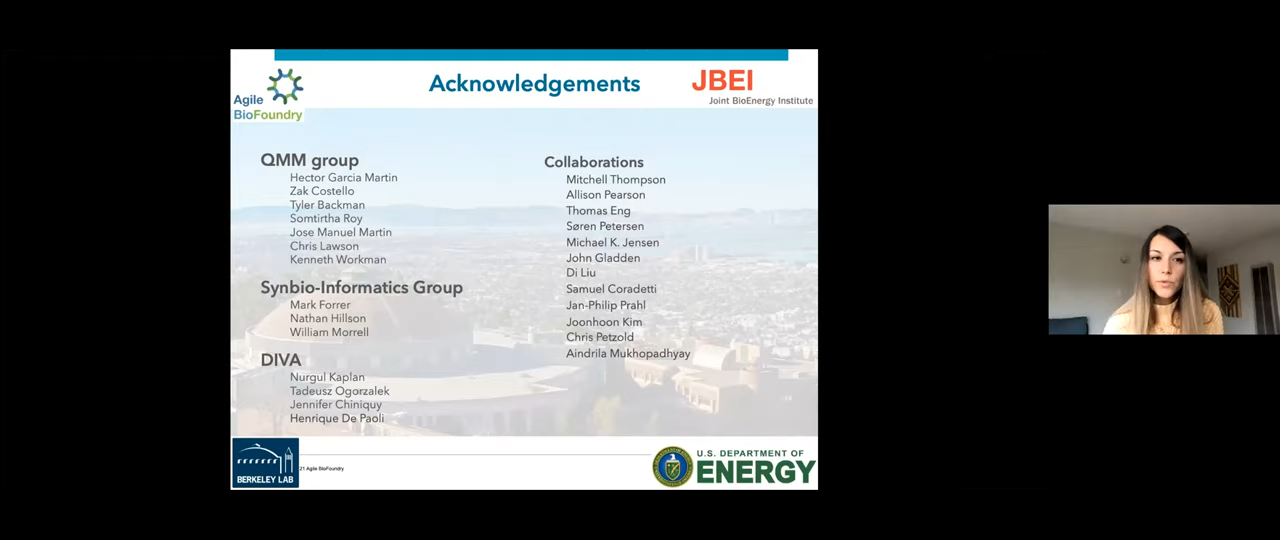 Agile
BioFoundry
Acknowledgements
JBEI
Joint BioEnergy Institute
QMM group
Hector Garcia Martin
Zak Costello
Tyler Backman
Somtirtha Roy
Jose Manuel Martin
Chris Lawson
Kenneth Workman
Synbio-Informatics Group
Mark Forrer
Nathan Hillson
William Morrell
DIVA
Nurgul Kaplan
Tadeusz Ogorzalek
Jennifer Chiniquy
Henrique De Paoli
Collaborations
Mitchell Thompson
Allison Pearson
Thomas Eng
Søren Petersen
Michael K. Jensen
John Gladden
Di Liu
Samuel Coradetti
Jan-Philip Prahl
Joonhoon Kim
Chris Petzold
Aindrila Mukhopadhyay
BERKELEY LAB
21 Agile BioFoundry
U.S. DEPARTMENT OF
ENERGY